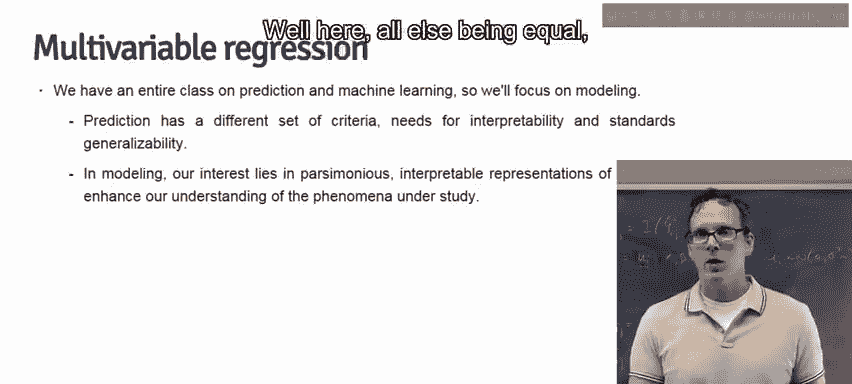 Well here, all else being equal,
Multivariable regression
· We have an entire class on prediction and machine learning, so we'll focus on modeling.
- Prediction has a different set of criteria, needs for interpretability and standards
generalizability.
- In modeling, our interest lies in parsimonious, interpretable representations of
enhance our understanding of the phenomena under study.